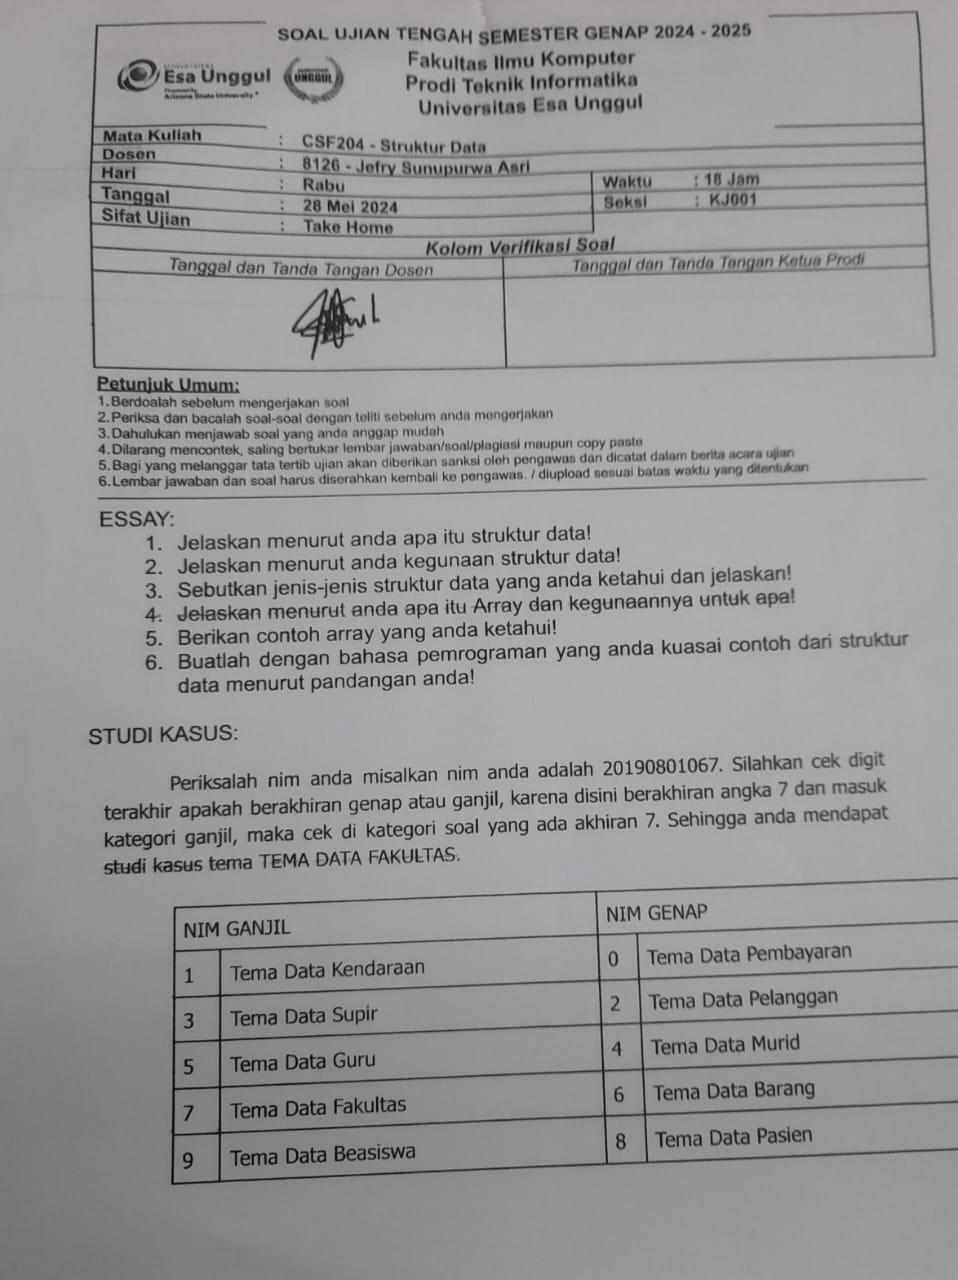 SOAL UJIAN TENGAH SEMESTER GENAP 2024 - 2025
Universitas
Esa Unggul
Powered by
Arizona State University
UNGGUL
Fakultas Ilmu Komputer
Prodi Teknik Informatika
Universitas Esa Unggul
Mata Kuliah : CSF204 - Struktur Data
Dosen : 8126 - Jefry Sunupurwa Asri
Hari : Rabu Waktu : 18 Jam
Tanggal : 28 Mei 2024 Seksi : KJ001
Sifat Ujian : Take Home
Kolom Verifikasi Soal
Tanggal dan Tanda Tangan Dosen Tanggal dan Tanda Tangan Ketua Prodi
Petunjuk Umum:
1. Berdoalah sebelum mengerjakan soal
2. Periksa dan bacalah soal-soal dengan teliti sebelum anda mengerjakan
3. Dahulukan menjawab soal yang anda anggap mudah
4. Dilarang mencontek, saling bertukar lembar jawaban/soal/plagiasi maupun copy paste
5. Bagi yang melanggar tata tertib ujian akan diberikan sanksi oleh pengawas dan dicatat dalam berita acara ujian
6. Lembar jawaban dan soal harus diserahkan kembali ke pengawas. / diupload sesuai batas waktu yang ditentukan
ESSAY:
1. Jelaskan menurut anda apa itu struktur data!
2. Jelaskan menurut anda kegunaan struktur data!
3. Sebutkan jenis-jenis struktur data yang anda ketahui dan jelaskan!
4. Jelaskan menurut anda apa itu Array dan kegunaannya untuk apa!
5. Berikan contoh array yang anda ketahui!
6. Buatlah dengan bahasa pemrograman yang anda kuasai contoh dari struktur
data menurut pandangan anda!
STUDI KASUS:
Periksalah nim anda misalkan nim anda adalah 20190801067. Silahkan cek digit
terakhir apakah berakhiran genap atau ganjil, karena disini berakhiran angka 7 dan masuk
kategori ganjil, maka cek di kategori soal yang ada akhiran 7. Sehingga anda mendapat
studi kasus tema TEMA DATA FAKULTAS.
NIM GANJIL NIM GENAP
1 Tema Data Kendaraan 0 Tema Data Pembayaran
3 Tema Data Supir 2 Tema Data Pelanggan
5 Tema Data Guru 4 Tema Data Murid
7 Tema Data Fakultas 6 Tema Data Barang
9 Tema Data Beasiswa 8 Tema Data Pasien